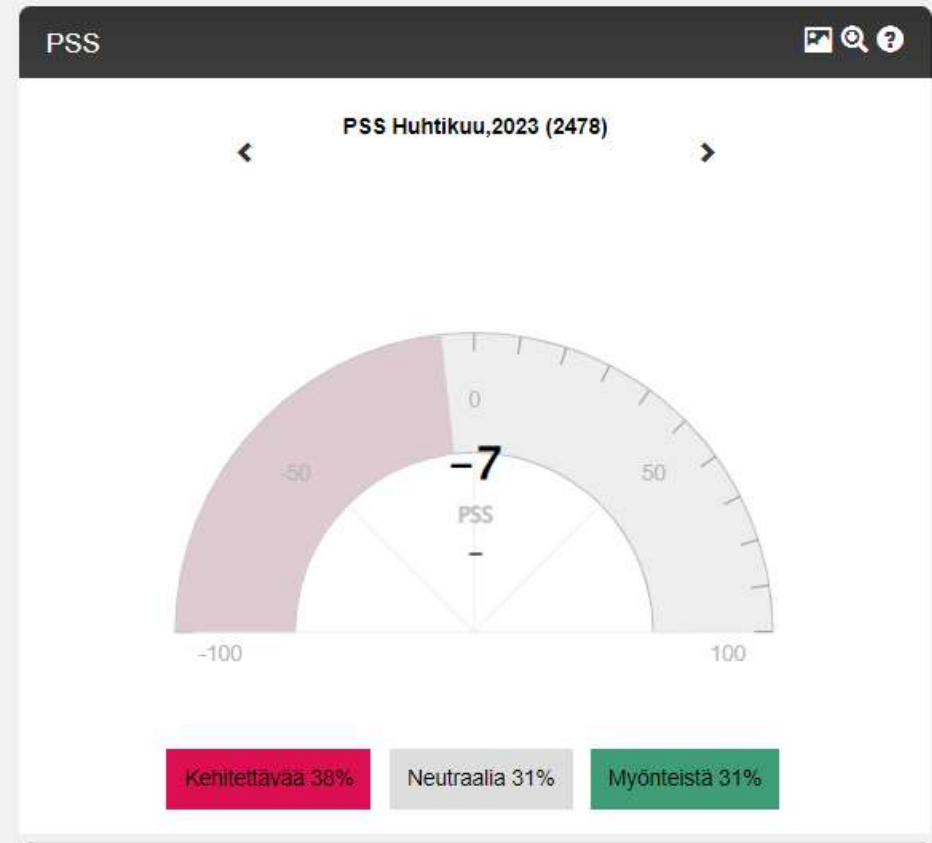 PSS
PSS Huhtikuu,2023 (2478)
0
-7
-50
50
PSS
-
-100
100
Kehitettävää 38%
Neutraalia 31%
Myönteistä 31%